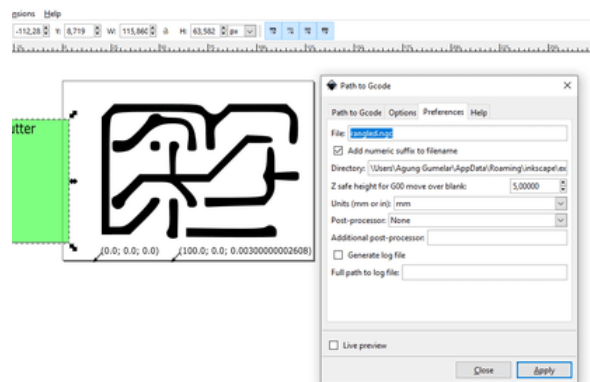 nsions Help
-112,28 Y: 8,719 W: 115,860 H: 63,582 px
Path to Gcode
Path to Gcode Options Preferences Help
File: rangled.ngc
Add numeric suffix to filename
Directory: \Users\Agung Gumelar\AppData\Roaming\inkscape\ex
Z safe height for G00 move over blank: 5,00000
Units (mm or in): mm
Post-processor: None
Additional post-processor:
Generate log file
Full path to log file:
Live preview
Close Apply
utter
(0.0; 0.0; 0.0) (100.0; 0.0; 0.00300000002608)